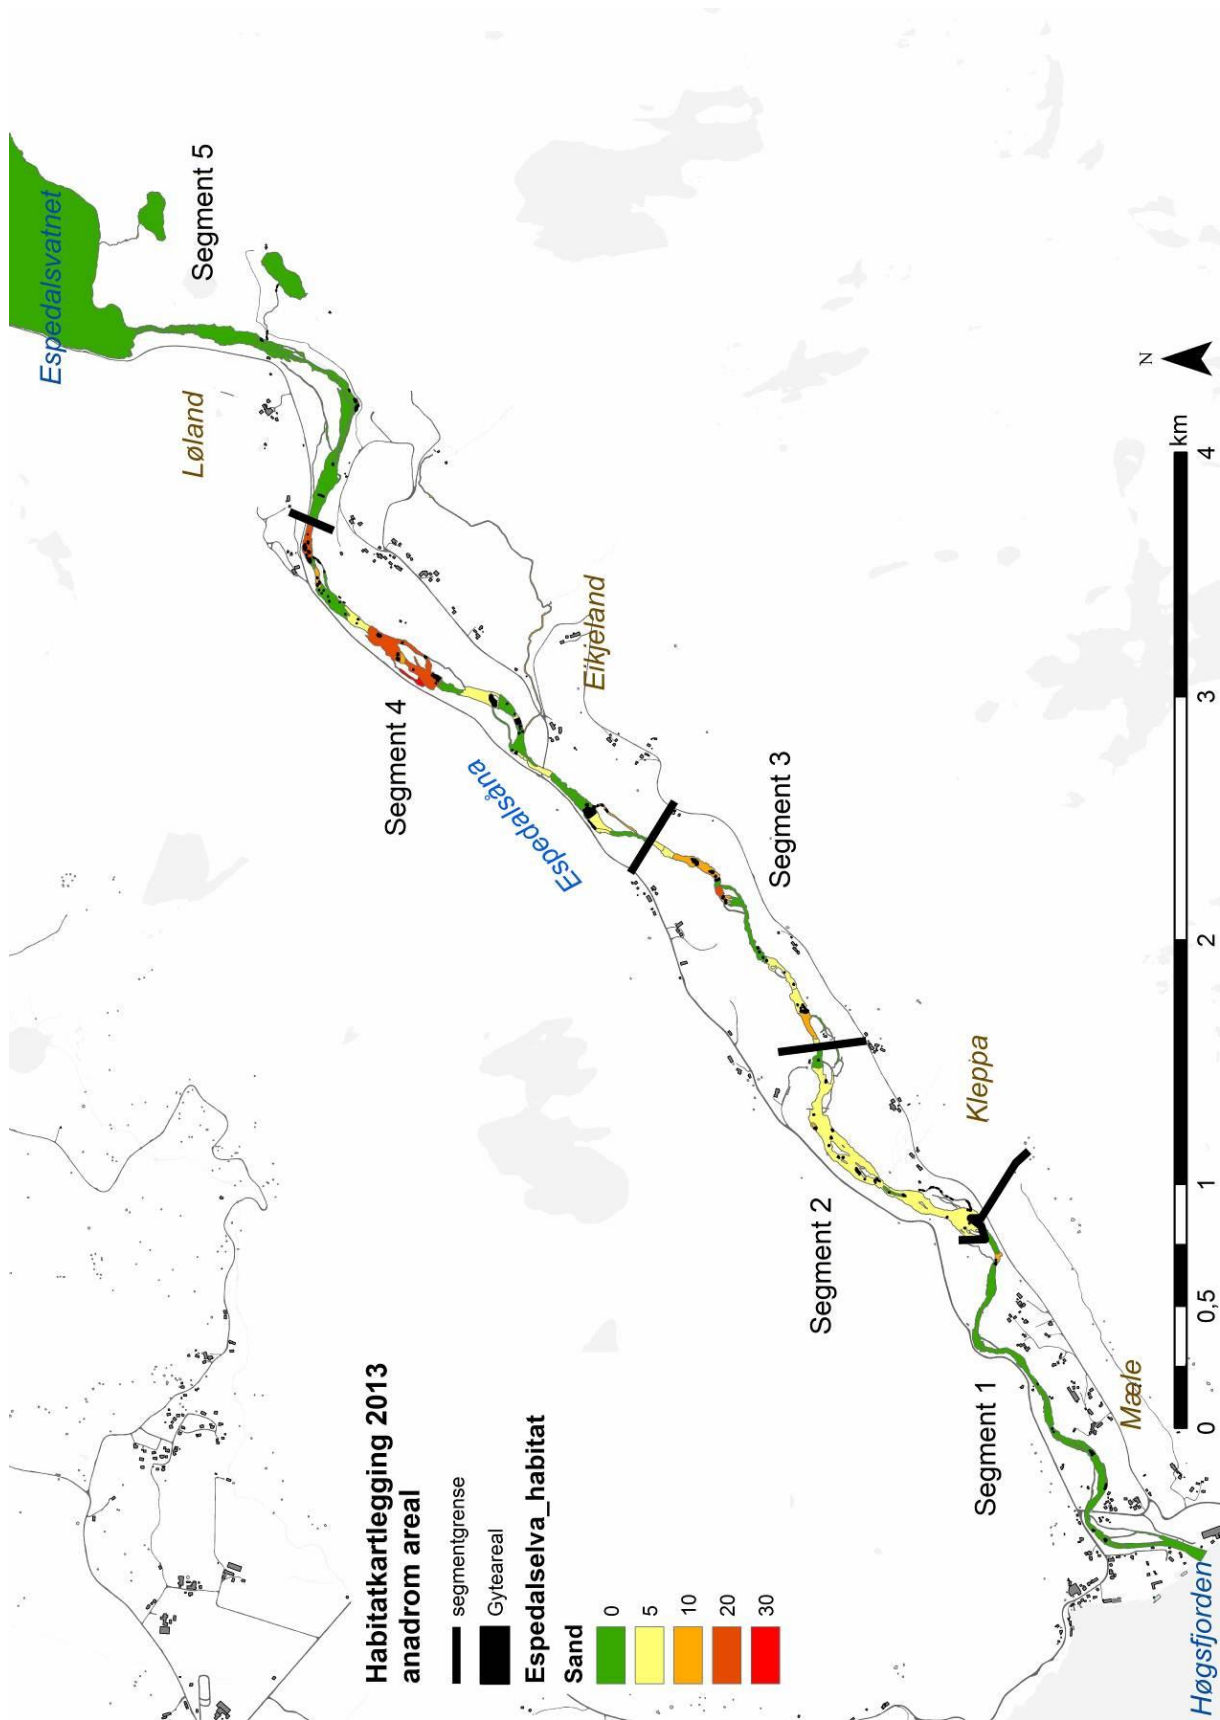 Habitatkartlegging 2013
anadrom areal
segmentgrense
Gyteareal
Espedalselva_habitat
Sand
0
5
10
20
30
Espedalsvatnet
Segment 5
Løland
Segment 4
Espedalsåna
Eikjeland
Segment 3
Kleppa
Segment 2
Segment 1
Mæle
Høgsfjorden
N
0 0,5 1 2 3 4
km